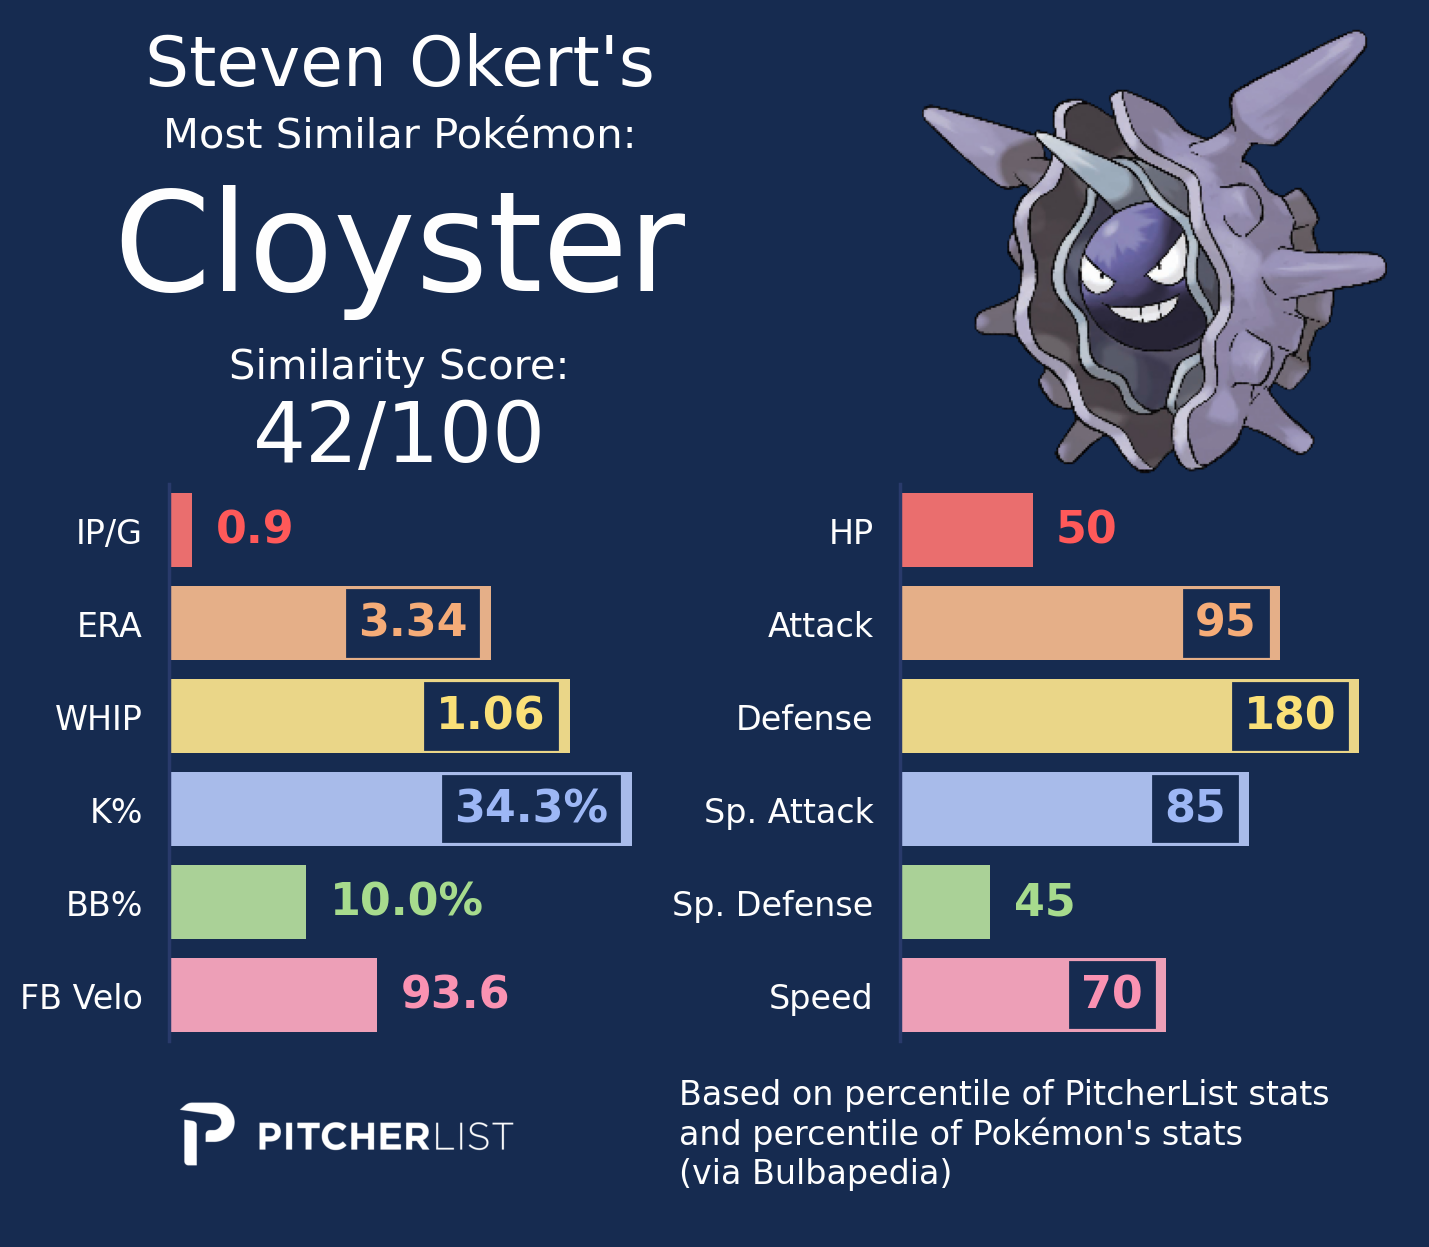 Steven Okert's
Most Similar Pokémon:
Cloyster
Similarity Score:
42/100
IP/G 0.9
ERA 3.34
WHIP 1.06
K% 34.3%
BB% 10.0%
FB Velo 93.6
HP 50
Attack 95
Defense 180
Sp. Attack 85
Sp. Defense 45
Speed 70
PITCHERLIST
Based on percentile of PitcherList stats
and percentile of Pokémon's stats
(via Bulbapedia)